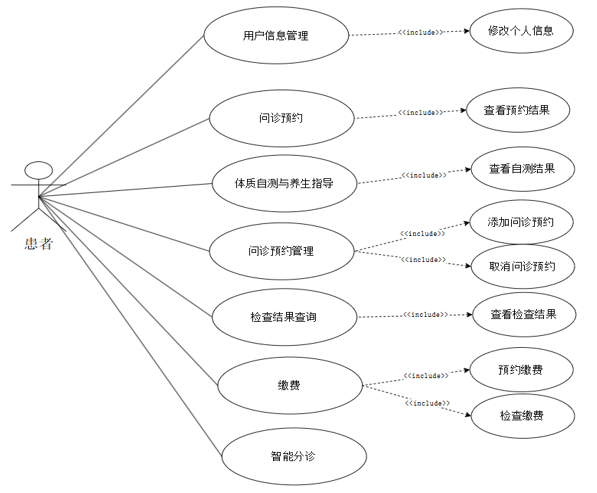 用户信息管理
<<include>>
修改个人信息
问诊预约
<<include>>
查看预约结果
体质自测与养生指导
<<include>>
查看自测结果
患者
问诊预约管理
<<include>>
添加问诊预约
<<include>>
取消问诊预约
检查结果查询
<<include>>
查看检查结果
缴费
<<include>>
预约缴费
<<include>>
检查缴费
智能分诊